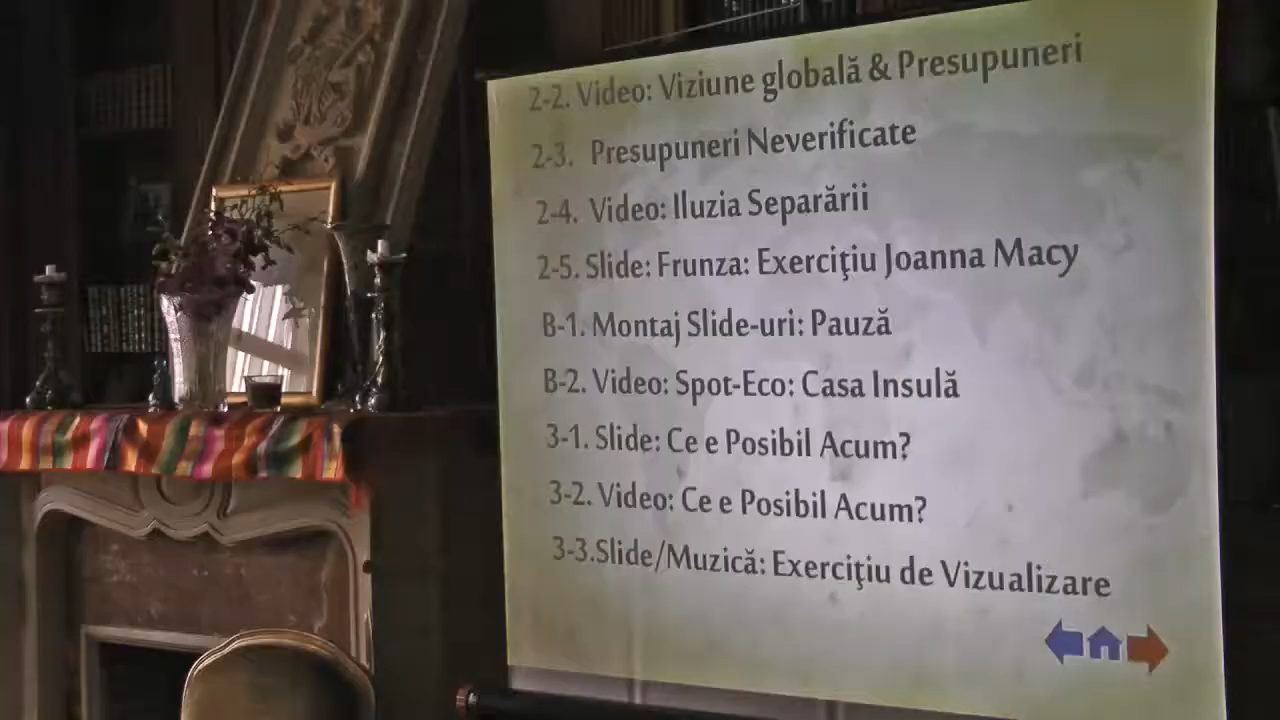 2-2. Video: Viziune globală & Presupuneri
2-3. Presupuneri Neverificate
2-4. Video: Iluzia Separării
2-5. Slide: Frunza: Exerciţiu Joanna Macy
B-1. Montaj Slide-uri: Pauză
B-2. Video: Spot-Eco: Casa Insulă
3-1. Slide: Ce e Posibil Acum?
3-2. Video: Ce e Posibil Acum?
3-3.Slide/Muzică: Exerciţiu de Vizualizare